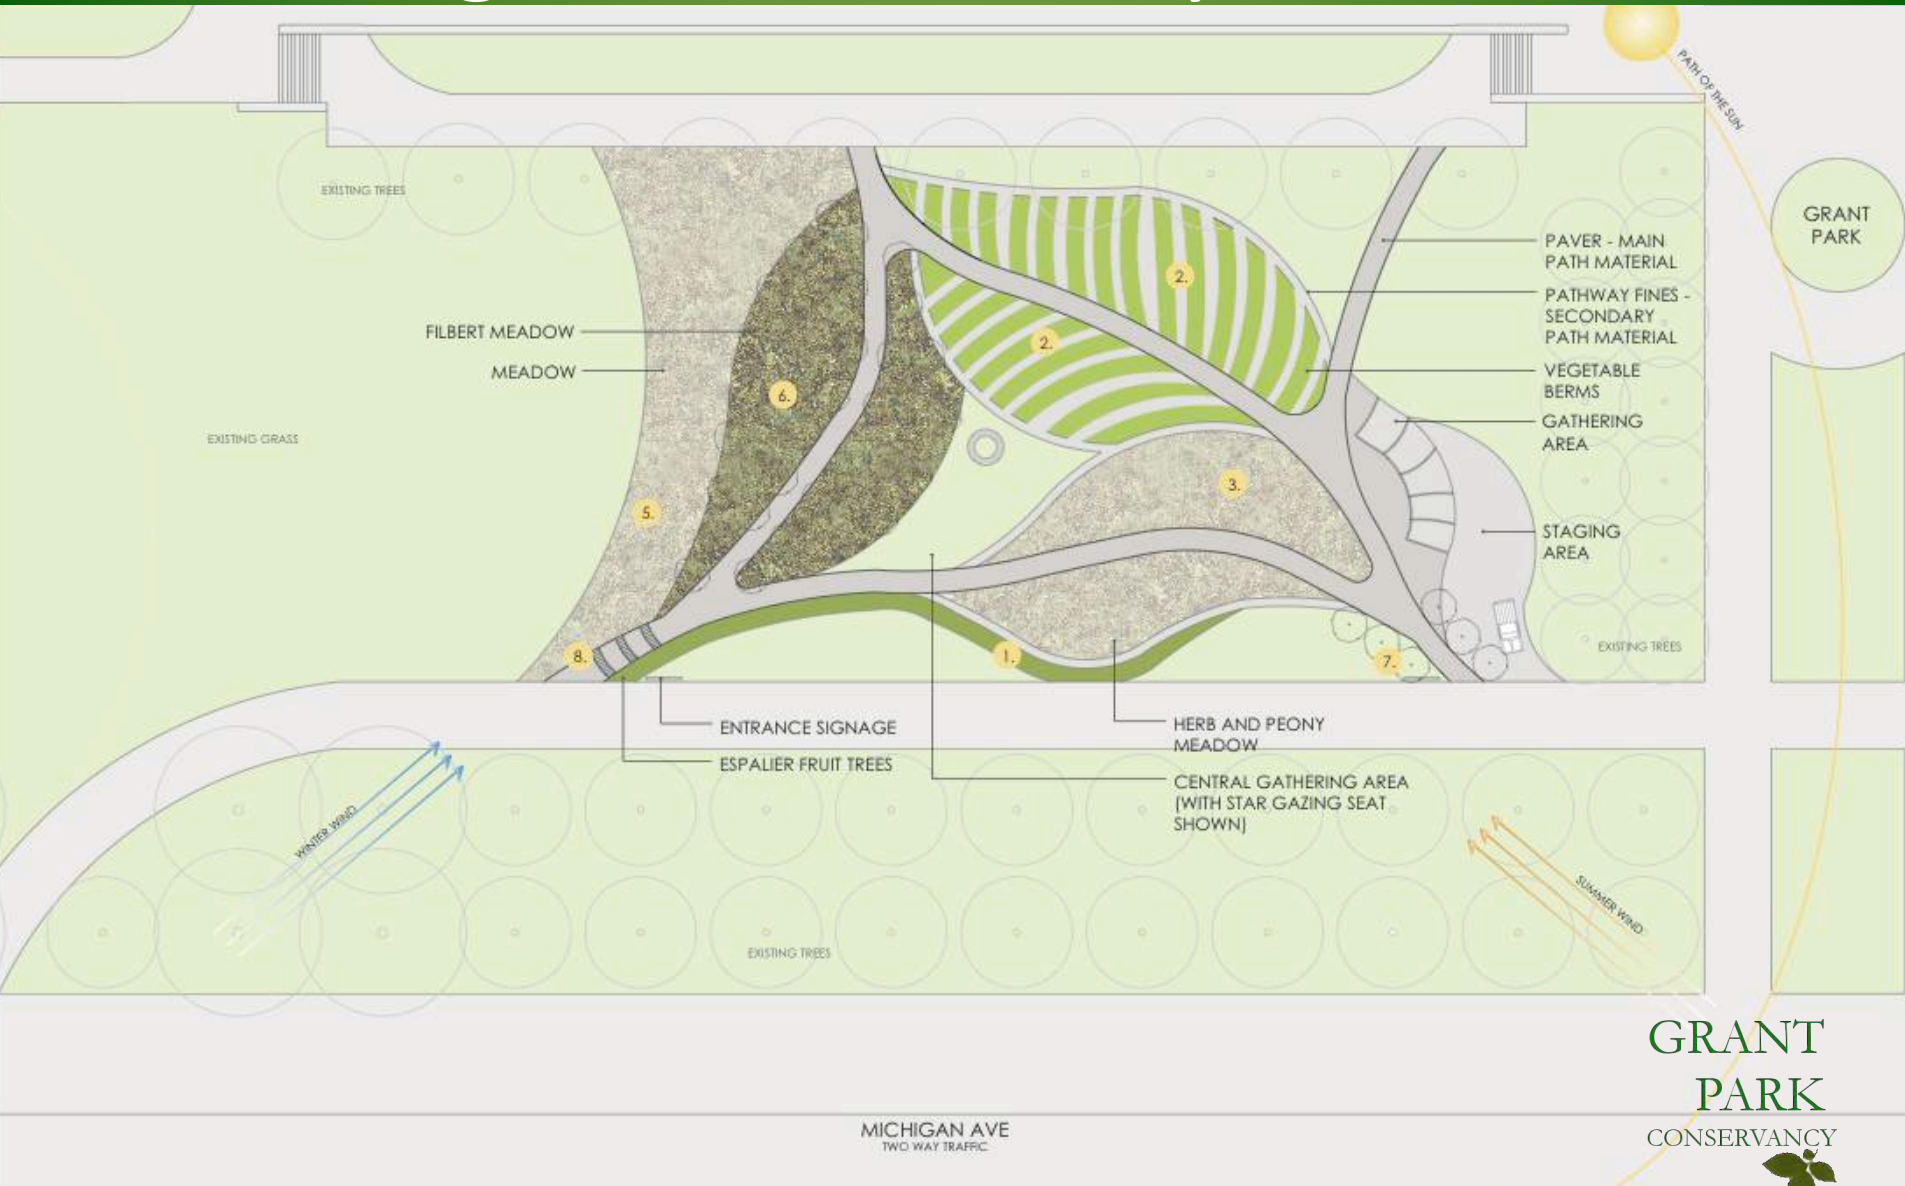 PATH OF THE SUN
EXISTING TREES
GRANT
PARK
2.
PAVER - MAIN
PATH MATERIAL
PATHWAY FINES -
SECONDARY
PATH MATERIAL
FILBERT MEADOW
2.
MEADOW
VEGETABLE
BERMS
6.
GATHERING
AREA
EXISTING GRASS
3.
5.
STAGING
AREA
8.
1.
7.
EXISTING TREES
ENTRANCE SIGNAGE
HERB AND PEONY
MEADOW
ESPALIER FRUIT TREES
CENTRAL GATHERING AREA
(WITH STAR GAZING SEAT
SHOWN)
WINTER WIND
SUMMER WIND
EXISTING TREES
GRANT
PARK
CONSERVANCY
MICHIGAN AVE
TWO WAY TRAFFIC